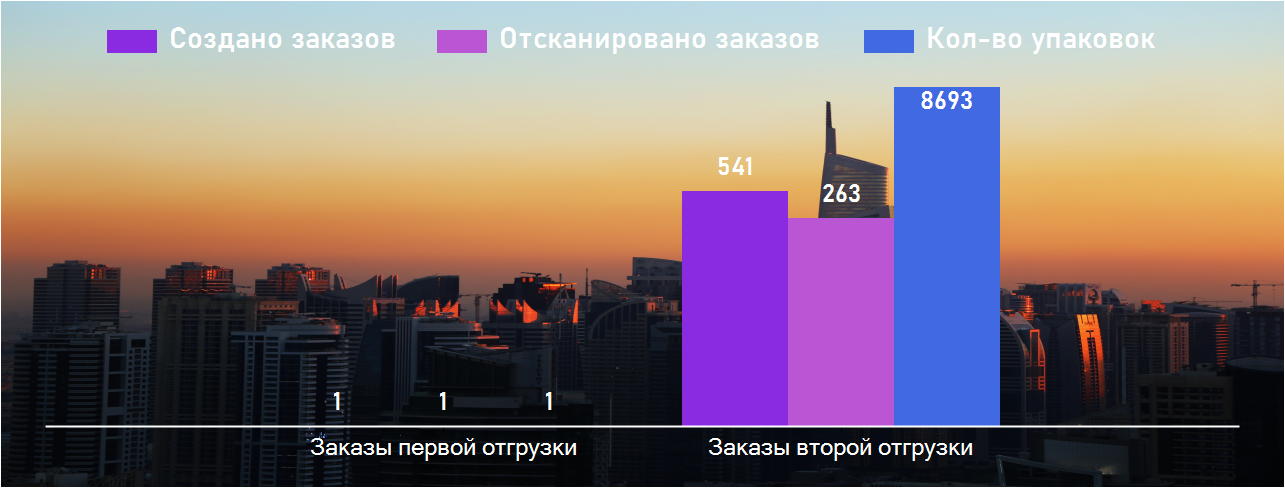 Создано заказов Отсканировано заказов Кол-во упаковок
8693
541
263
1 1 1
Заказы первой отгрузки Заказы второй отгрузки